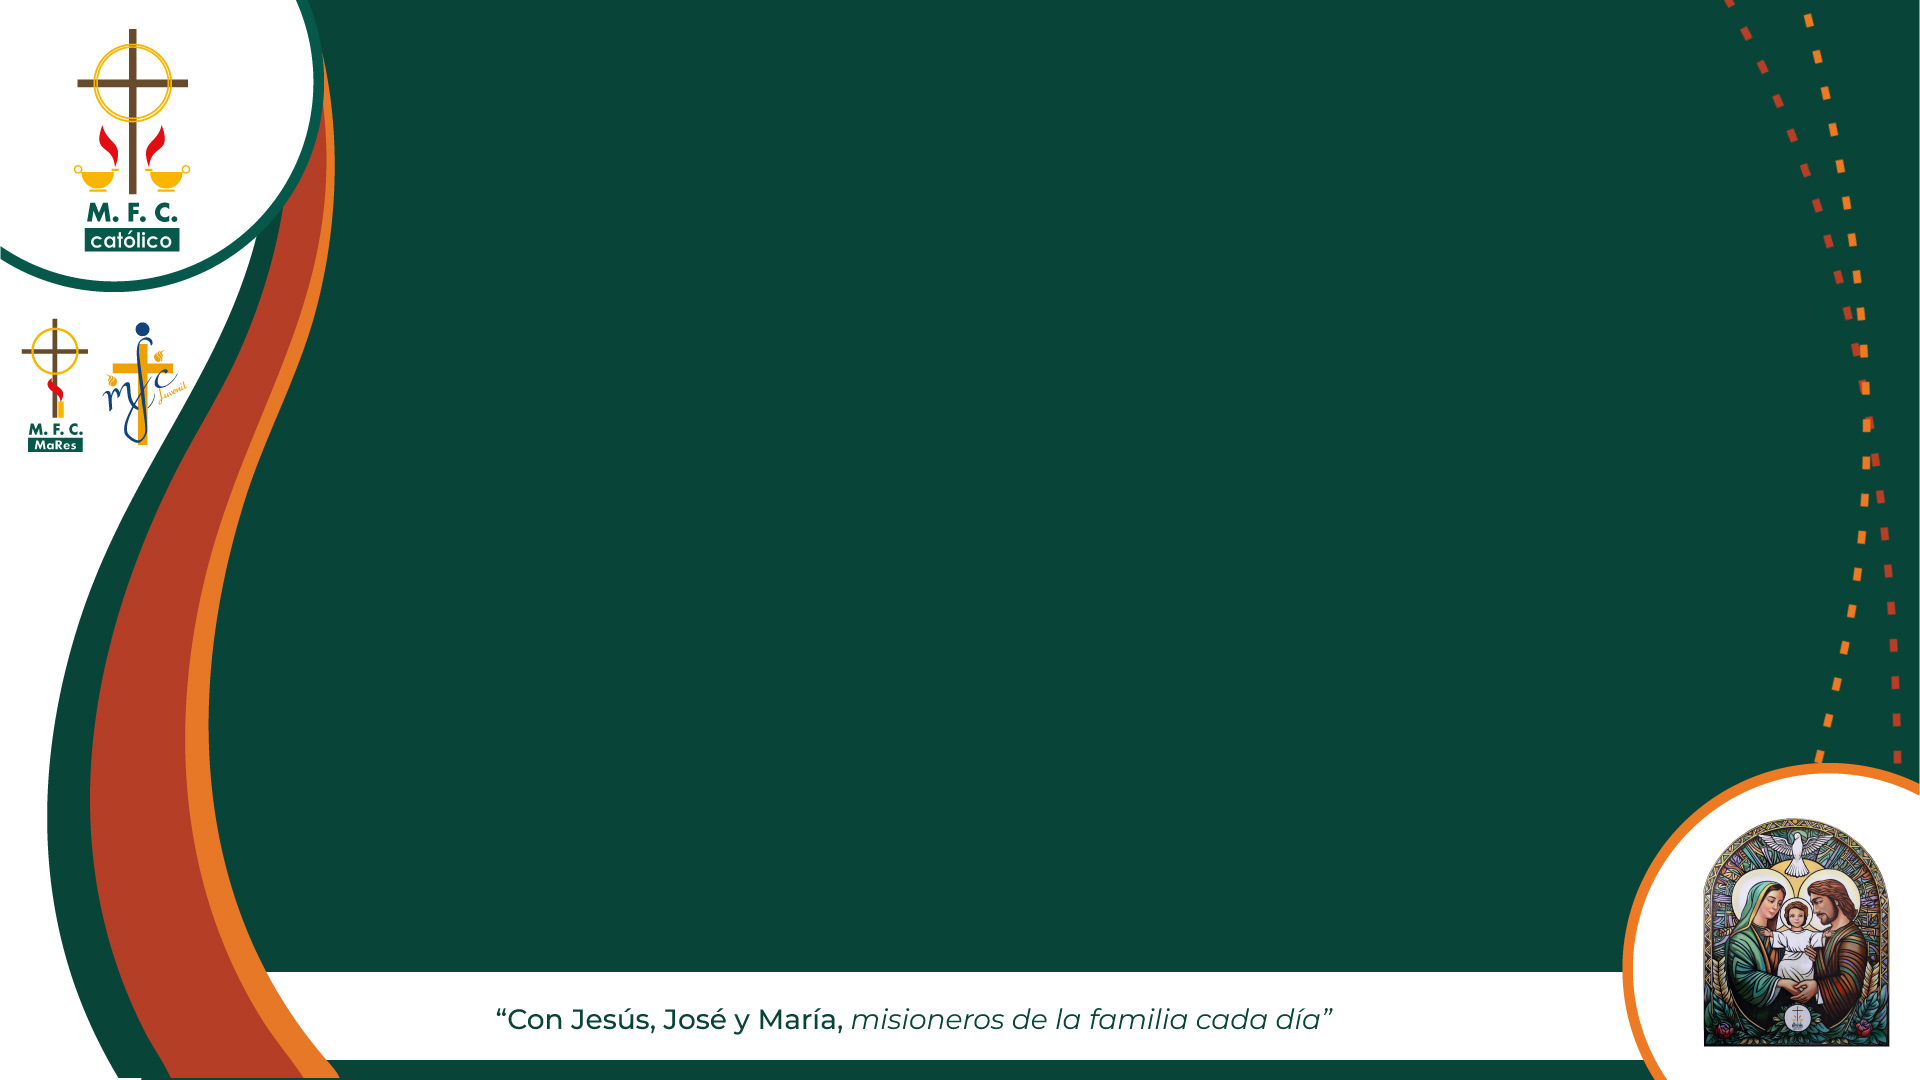 M. F. C.
católico
M. F. C.
MaRes
mfc
Juvenil
“Con Jesús, José y María, misioneros de la familia cada día”